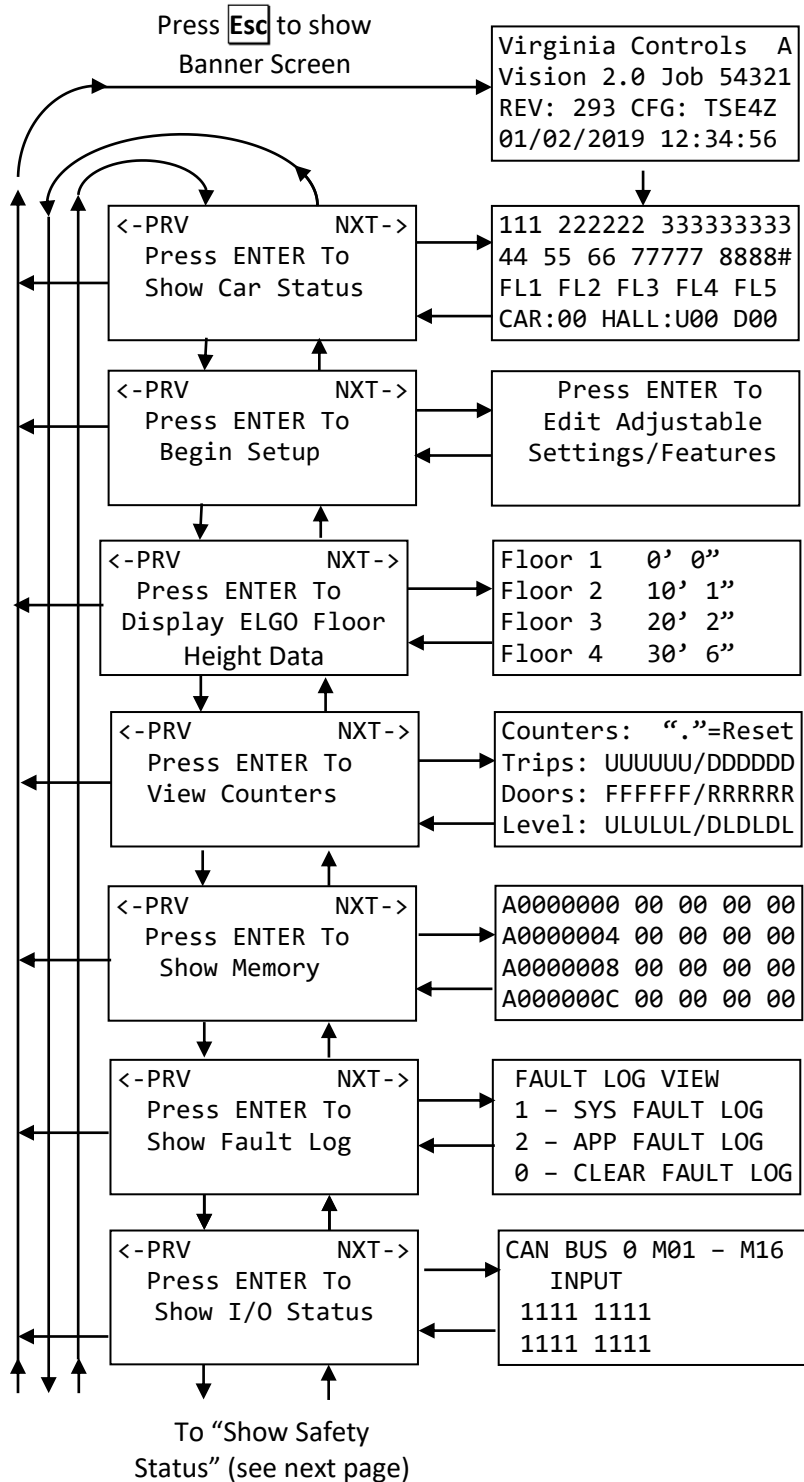 Press Esc to show
Banner Screen
Virginia Controls A
Vision 2.0 Job 54321
REV: 293 CFG: TSE4Z
01/02/2019 12:34:56
<-PRV NXT->
Press ENTER To
Show Car Status
111 222222 333333333
44 55 66 77777 8888#
FL1 FL2 FL3 FL4 FL5
CAR:00 HALL:U00 D00
<-PRV NXT->
Press ENTER To
Begin Setup
Press ENTER To
Edit Adjustable
Settings/Features
<-PRV NXT->
Press ENTER To
Display ELGO Floor
Height Data
Floor 1 0’ 0”
Floor 2 10’ 1”
Floor 3 20’ 2”
Floor 4 30’ 6”
<-PRV NXT->
Press ENTER To
View Counters
Counters: “.”=Reset
Trips: UUUUUU/DDDDDD
Doors: FFFFFF/RRRRRR
Level: ULULUL/DLDLDL
<-PRV NXT->
Press ENTER To
Show Memory
A0000000 00 00 00 00
A0000004 00 00 00 00
A0000008 00 00 00 00
A000000C 00 00 00 00
<-PRV NXT->
Press ENTER To
Show Fault Log
FAULT LOG VIEW
1 – SYS FAULT LOG
2 – APP FAULT LOG
0 – CLEAR FAULT LOG
<-PRV NXT->
Press ENTER To
Show I/O Status
CAN BUS 0 M01 – M16
INPUT
1111 1111
1111 1111
To “Show Safety
Status” (see next page)